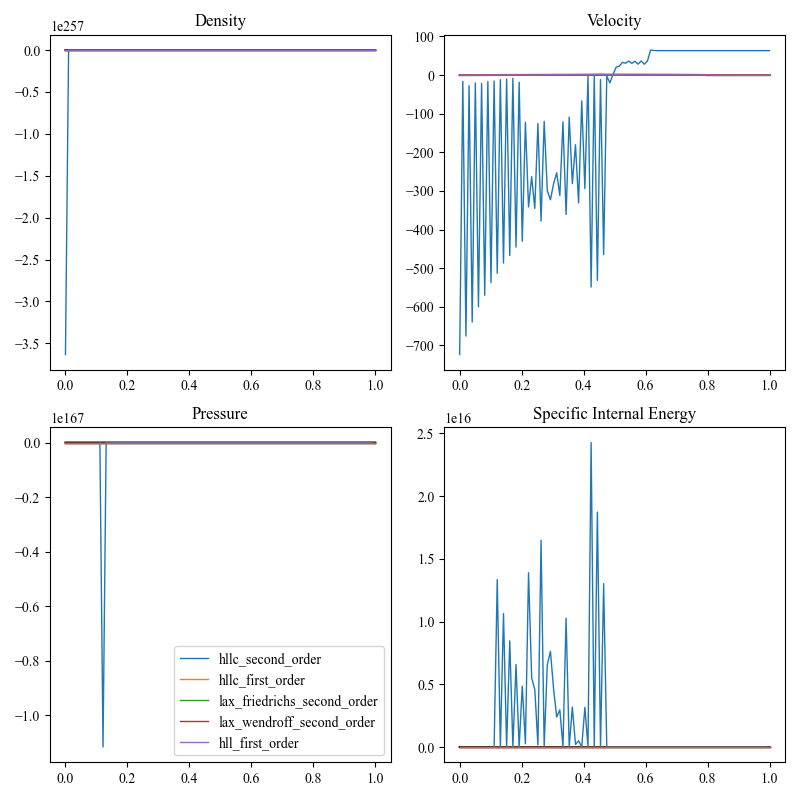 Density
1e257
0.0
−0.5
−1.0
−1.5
−2.0
−2.5
−3.0
−3.5
0.0 0.2 0.4 0.6 0.8 1.0
Velocity
100
0
−100
−200
−300
−400
−500
−600
−700
0.0 0.2 0.4 0.6 0.8 1.0
Pressure
1e167
0.0
−0.2
−0.4
−0.6
−0.8
−1.0
hllc_second_order
hllc_first_order
lax_friedrichs_second_order
lax_wendroff_second_order
hll_first_order
0.0 0.2 0.4 0.6 0.8 1.0
Specific Internal Energy
1e16
2.5
2.0
1.5
1.0
0.5
0.0
0.0 0.2 0.4 0.6 0.8 1.0